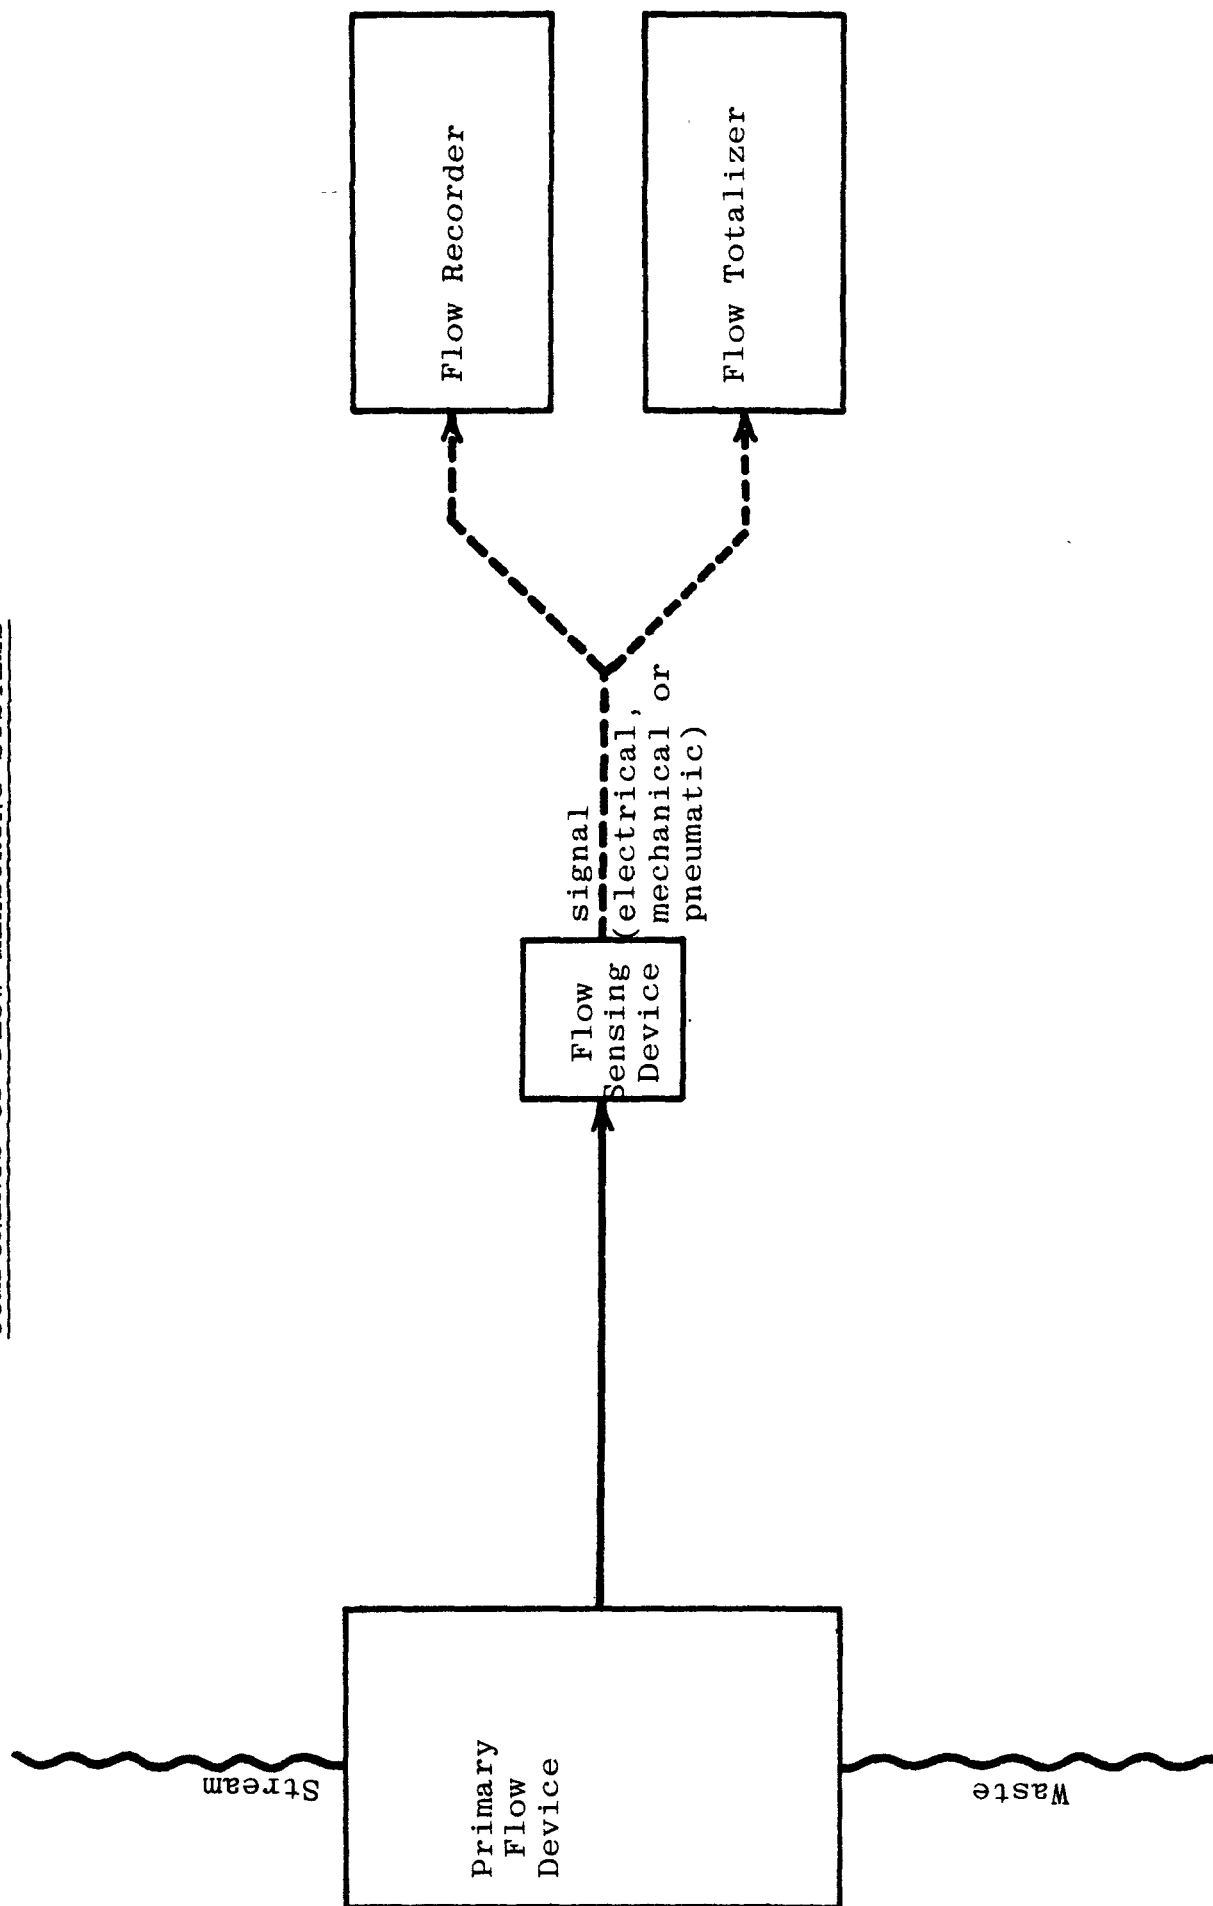 Stream
Primary
Flow
Device
Waste
Flow
Sensing
Device
signal
(electrical,
mechanical or
pneumatic)
Flow Recorder
Flow Totalizer